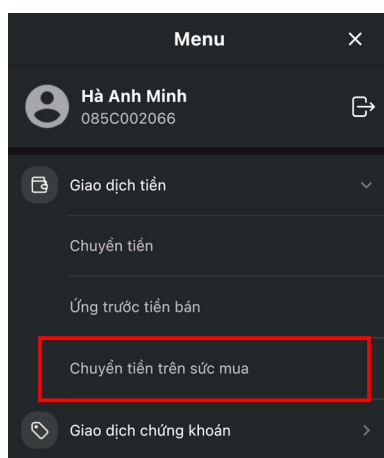 Menu
Hà Anh Minh
085C002066
Giao dịch tiền
Chuyển tiền
Ứng trước tiền bán
Chuyển tiền trên sức mua
Giao dịch chứng khoán